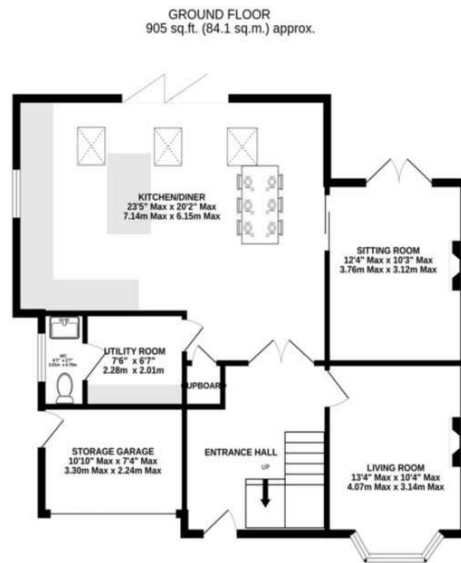 GROUND FLOOR
905 sq.ft. (84.1 sq.m.) approx.
KITCHEN/DINER
23'5" Max x 20'2" Max
7.14m Max x 6.15m Max
SITTING ROOM
12'4" Max x 10'3" Max
3.76m Max x 3.12m Max
WC
UTILITY ROOM
7'6" x 6'7"
2.28m x 2.01m
UPBOARD
STORAGE GARAGE
10'10" Max x 7'4" Max
3.30m Max x 2.24m Max
ENTRANCE HALL
UP
LIVING ROOM
13'4" Max x 10'4" Max
4.07m Max x 3.14m Max